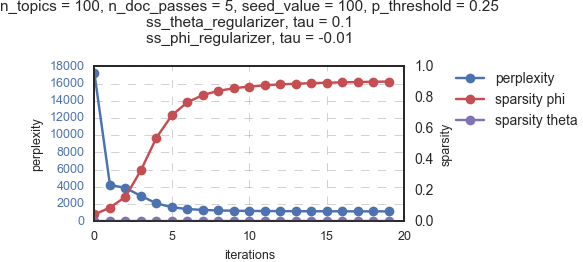 n_topics = 100, n_doc_passes = 5, seed_value = 100, p_threshold = 0.25
ss_theta_regularizer, tau = 0.1
ss_phi_regularizer, tau = -0.01
18000
16000
14000
12000
10000
8000
6000
4000
2000
0
perplexity
1.0
0.8
0.6
0.4
0.2
0.0
sparsity
0 5 10 15 20
iterations
perplexity
sparsity phi
sparsity theta